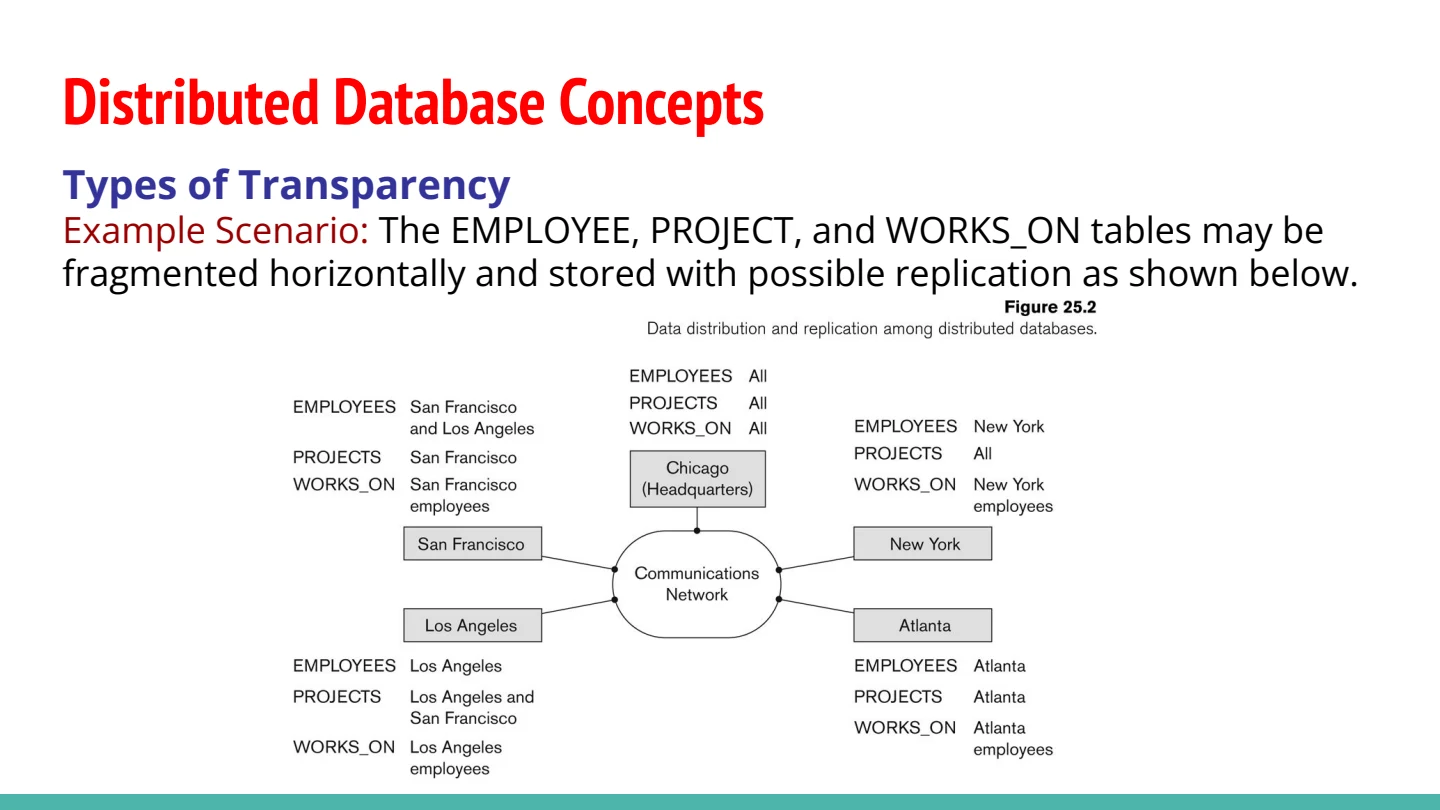 Distributed Database Concepts
Types of Transparency
Example Scenario: The EMPLOYEE, PROJECT, and WORKS_ON tables may be
fragmented horizontally and stored with possible replication as shown below.
Figure 25.2
Data distribution and replication among distributed databases.
EMPLOYEES All
PROJECTS All
WORKS_ON All
Chicago
(Headquarters)
EMPLOYEES San Francisco
and Los Angeles
PROJECTS San Francisco
WORKS_ON San Francisco
employees
San Francisco
EMPLOYEES New York
PROJECTS All
WORKS_ON New York
employees
New York
Communications
Network
Los Angeles
EMPLOYEES Los Angeles
PROJECTS Los Angeles and
San Francisco
WORKS_ON Los Angeles
employees
Atlanta
EMPLOYEES Atlanta
PROJECTS Atlanta
WORKS_ON Atlanta
employees